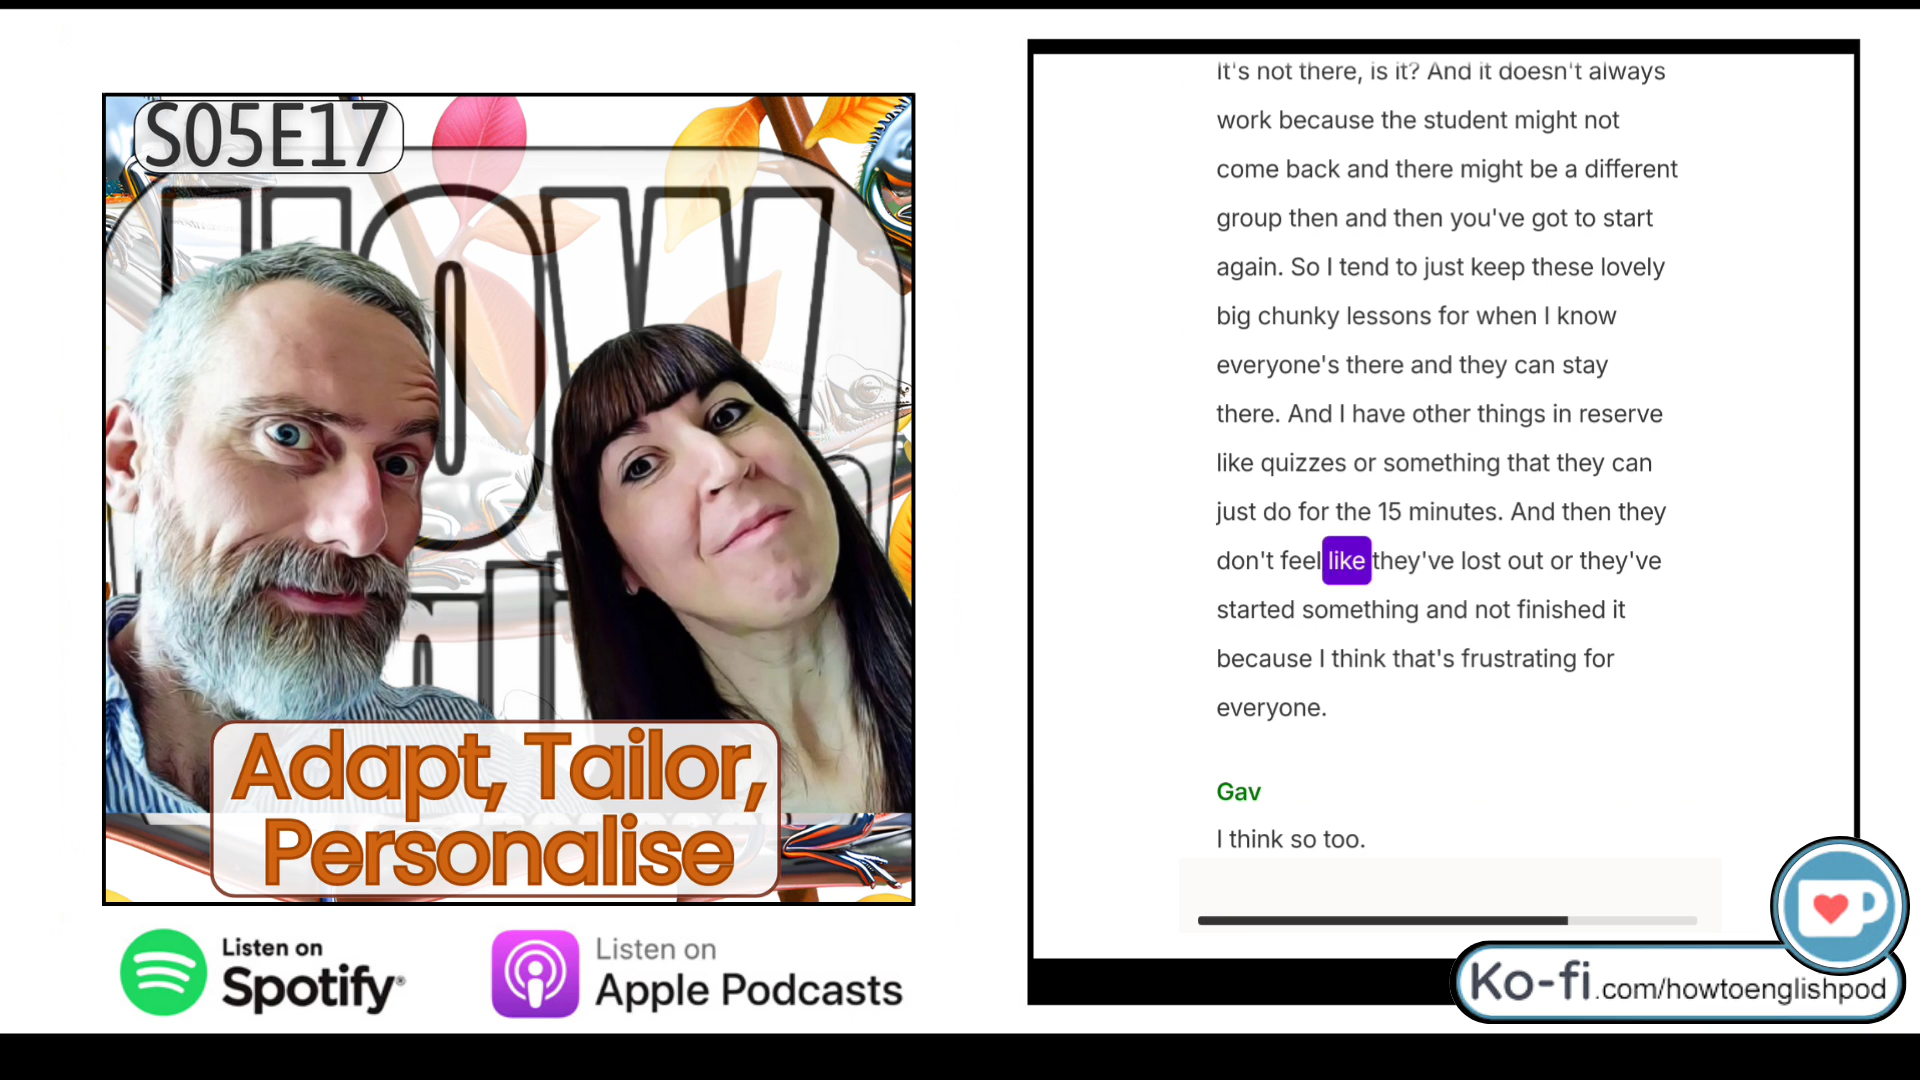 S05E17
HOW
Adapt, Tailor,
Personalise
Listen on
Spotify®
Listen on
Apple Podcasts
It's not there, is it? And it doesn't always
work because the student might not
come back and there might be a different
group then and then you've got to start
again. So I tend to just keep these lovely
big chunky lessons for when I know
everyone's there and they can stay
there. And I have other things in reserve
like quizzes or something that they can
just do for the 15 minutes. And then they
don't feel like they've lost out or they've
started something and not finished it
because I think that's frustrating for
everyone.
Gav
I think so too.
Ko-fi.com/howtoenglishpod